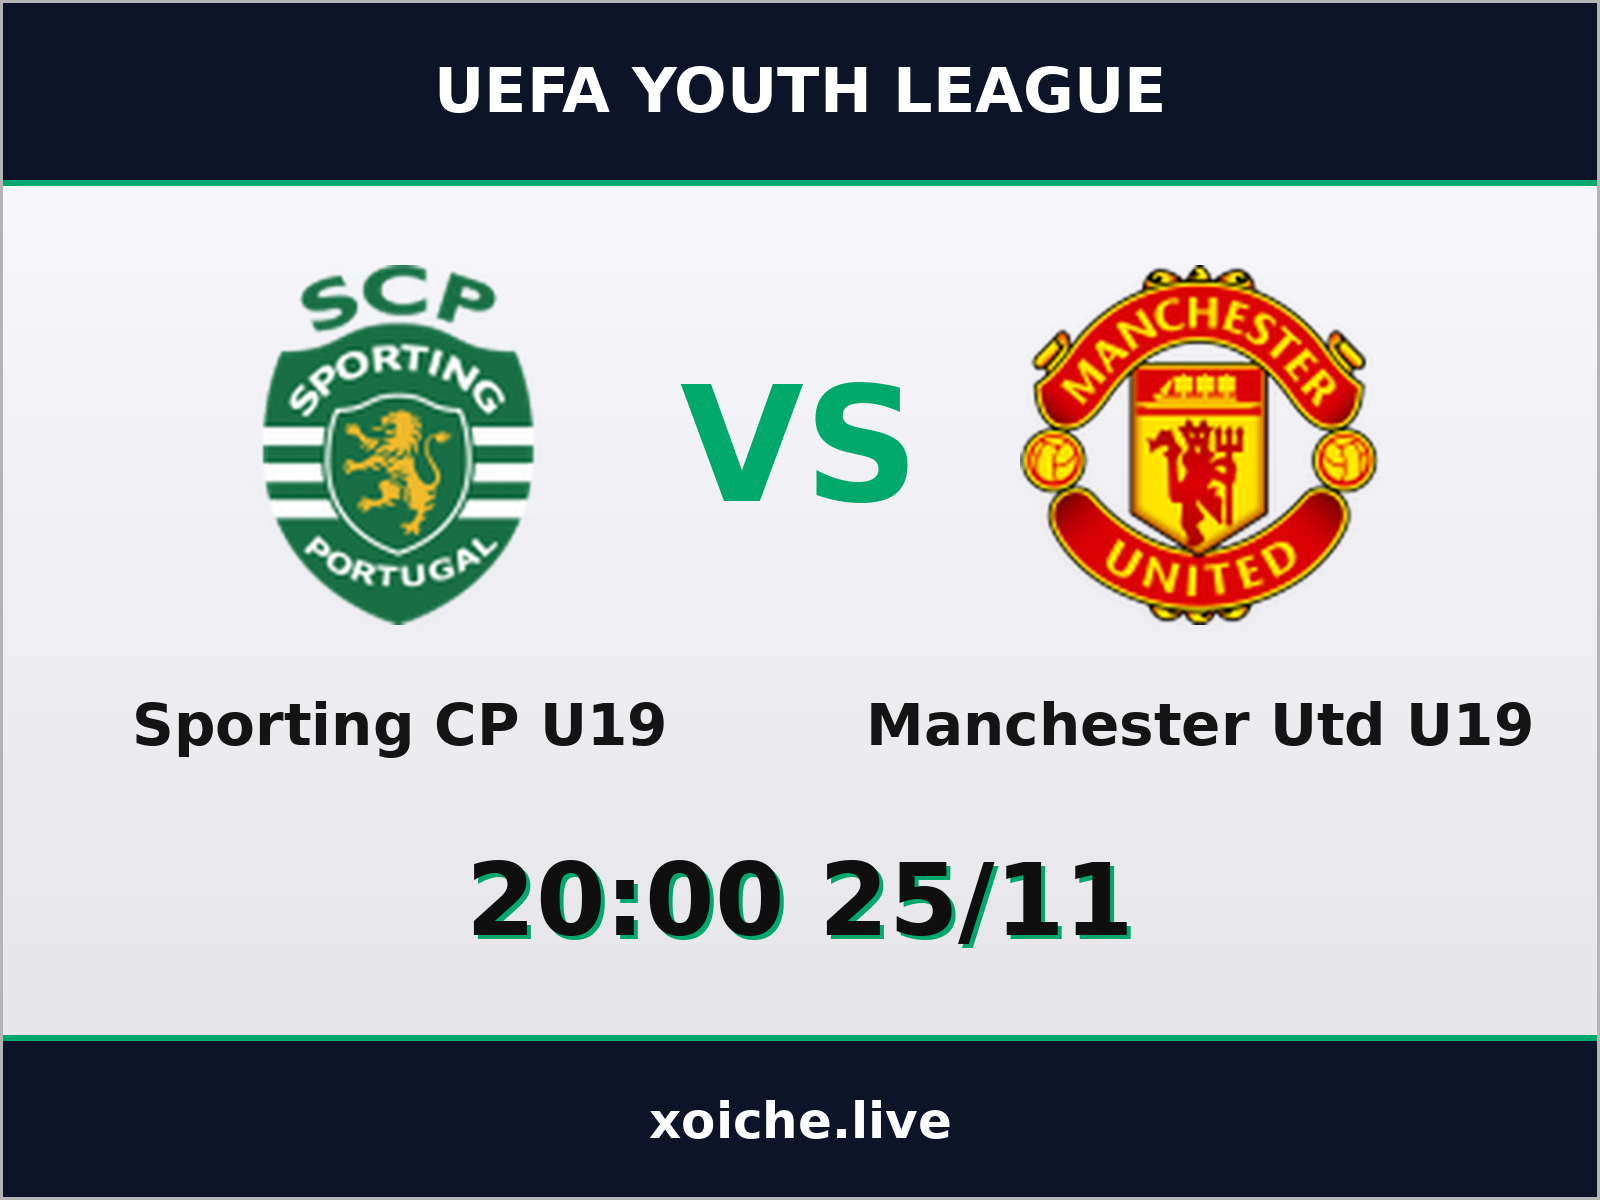 UEFA YOUTH LEAGUE
SCP
SPORTING
PORTUGAL
VS
MANCHESTER
UNITED
Sporting CP U19
Manchester Utd U19
20:00 25/11
xoiche.live